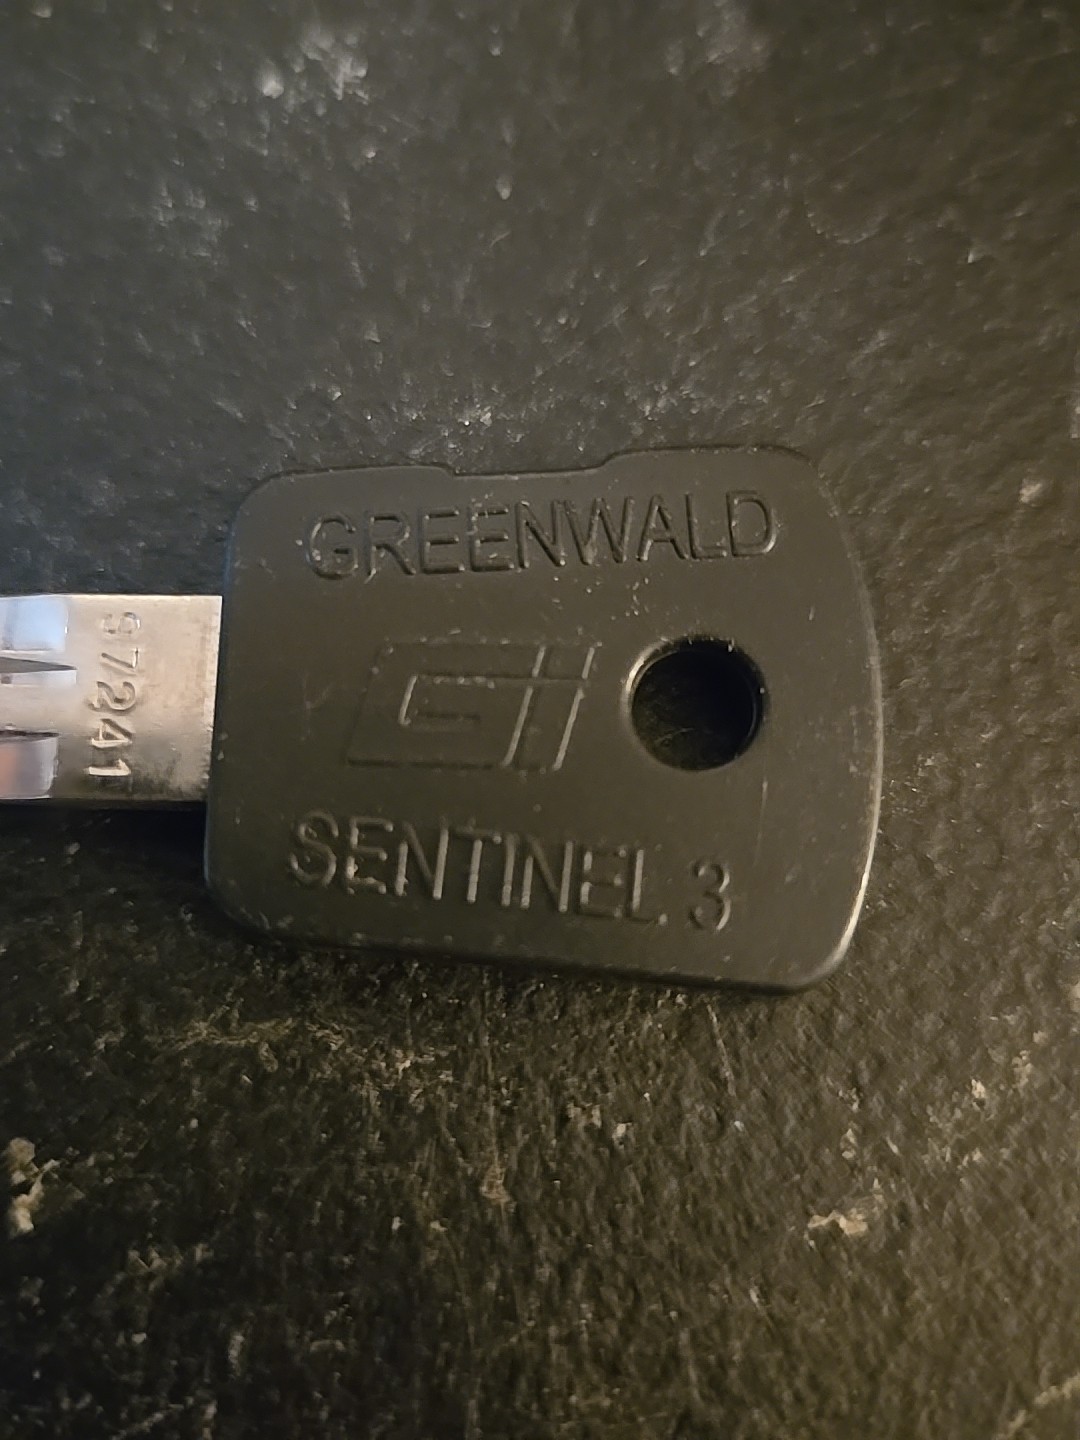 GREENWALD
GI
SENTINEL 3
97241